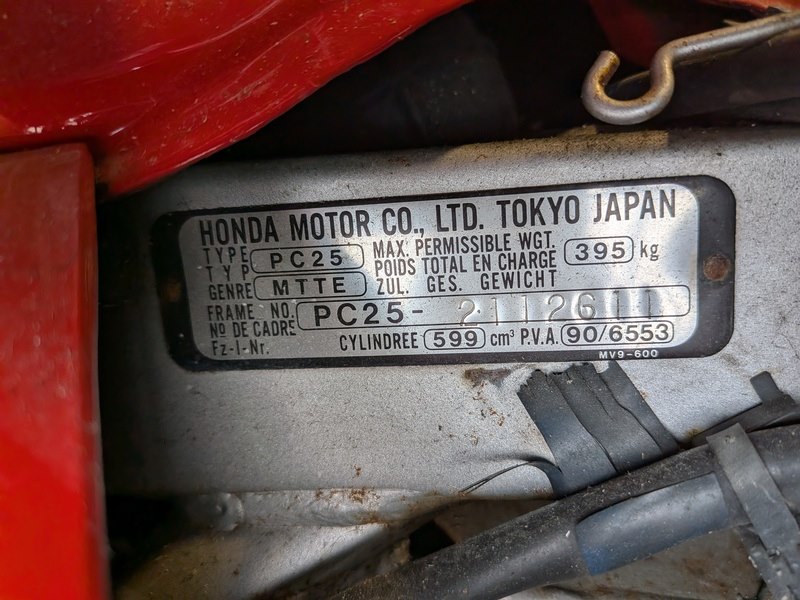 HONDA MOTOR CO., LTD. TOKYO JAPAN
TYPE PC25 MAX. PERMISSIBLE WGT.
TYP POIDS TOTAL EN CHARGE 395 kg
GENRE MTTE ZUL. GES. GEWICHT
FRAME NO. PC25-2112611
Nº DE CADRE
Fz-I-Nr. CYLINDREE 599 cm³ P.V.A. 90/6553
MV9-600